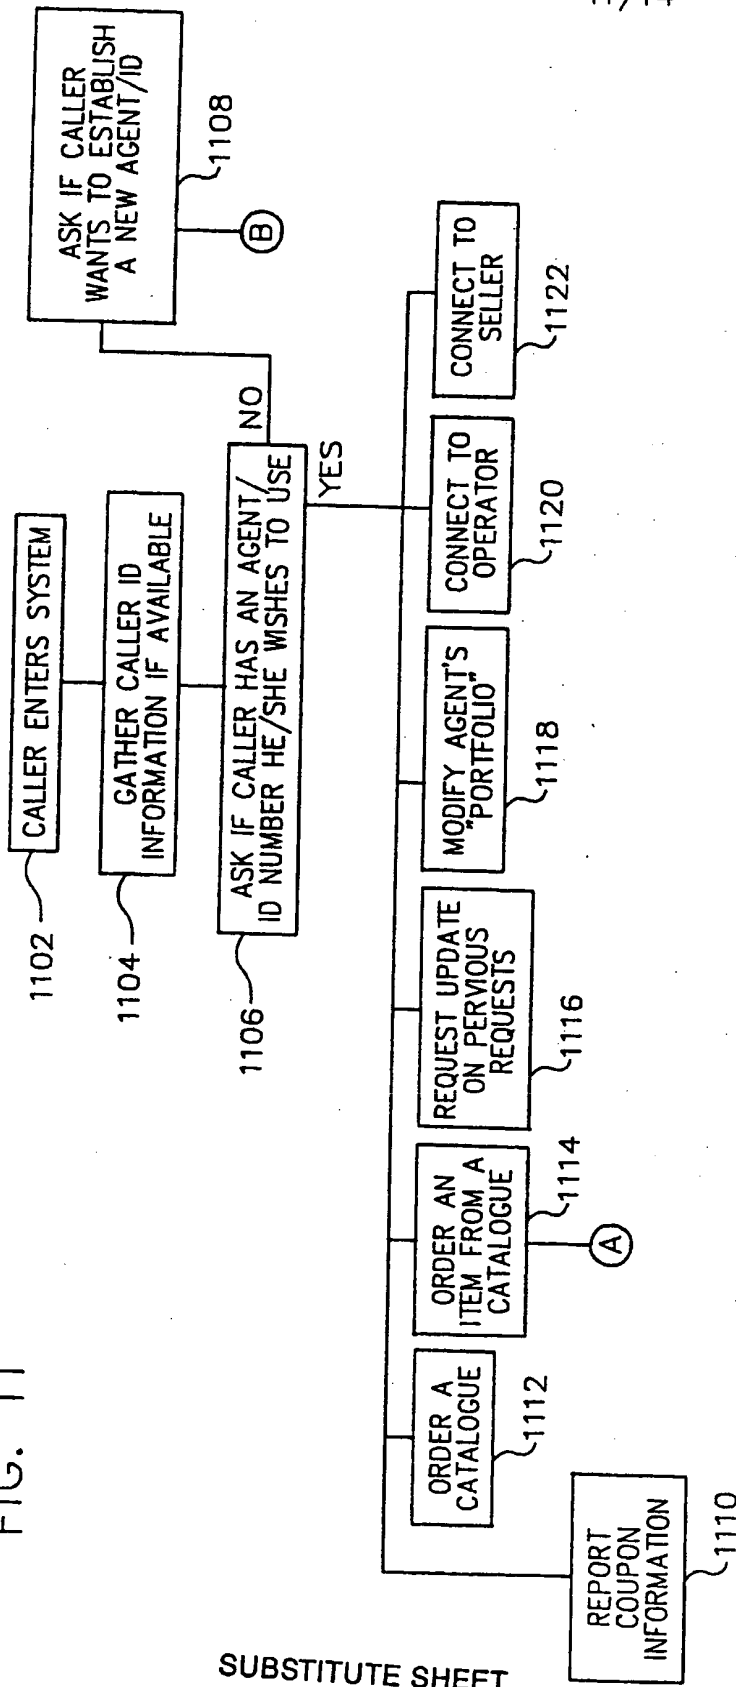 FIG. 11
1102
CALLER ENTERS SYSTEM
1104
GATHER CALLER ID
INFORMATION IF AVAILABLE
1106
ASK IF CALLER HAS AN AGENT/
ID NUMBER HE/SHE WISHES TO USE
NO
YES
ASK IF CALLER
WANTS TO ESTABLISH
A NEW AGENT/ID
1108
B
REPORT
COUPON
INFORMATION
1110
ORDER A
CATALOGUE
1112
ORDER AN
ITEM FROM A
CATALOGUE
1114
A
REQUEST UPDATE
ON PERVIOUS
REQUESTS
1116
MODIFY AGENT'S
"PORTFOLIO"
1118
CONNECT TO
OPERATOR
1120
CONNECT TO
SELLER
1122
SUBSTITUTE SHEET